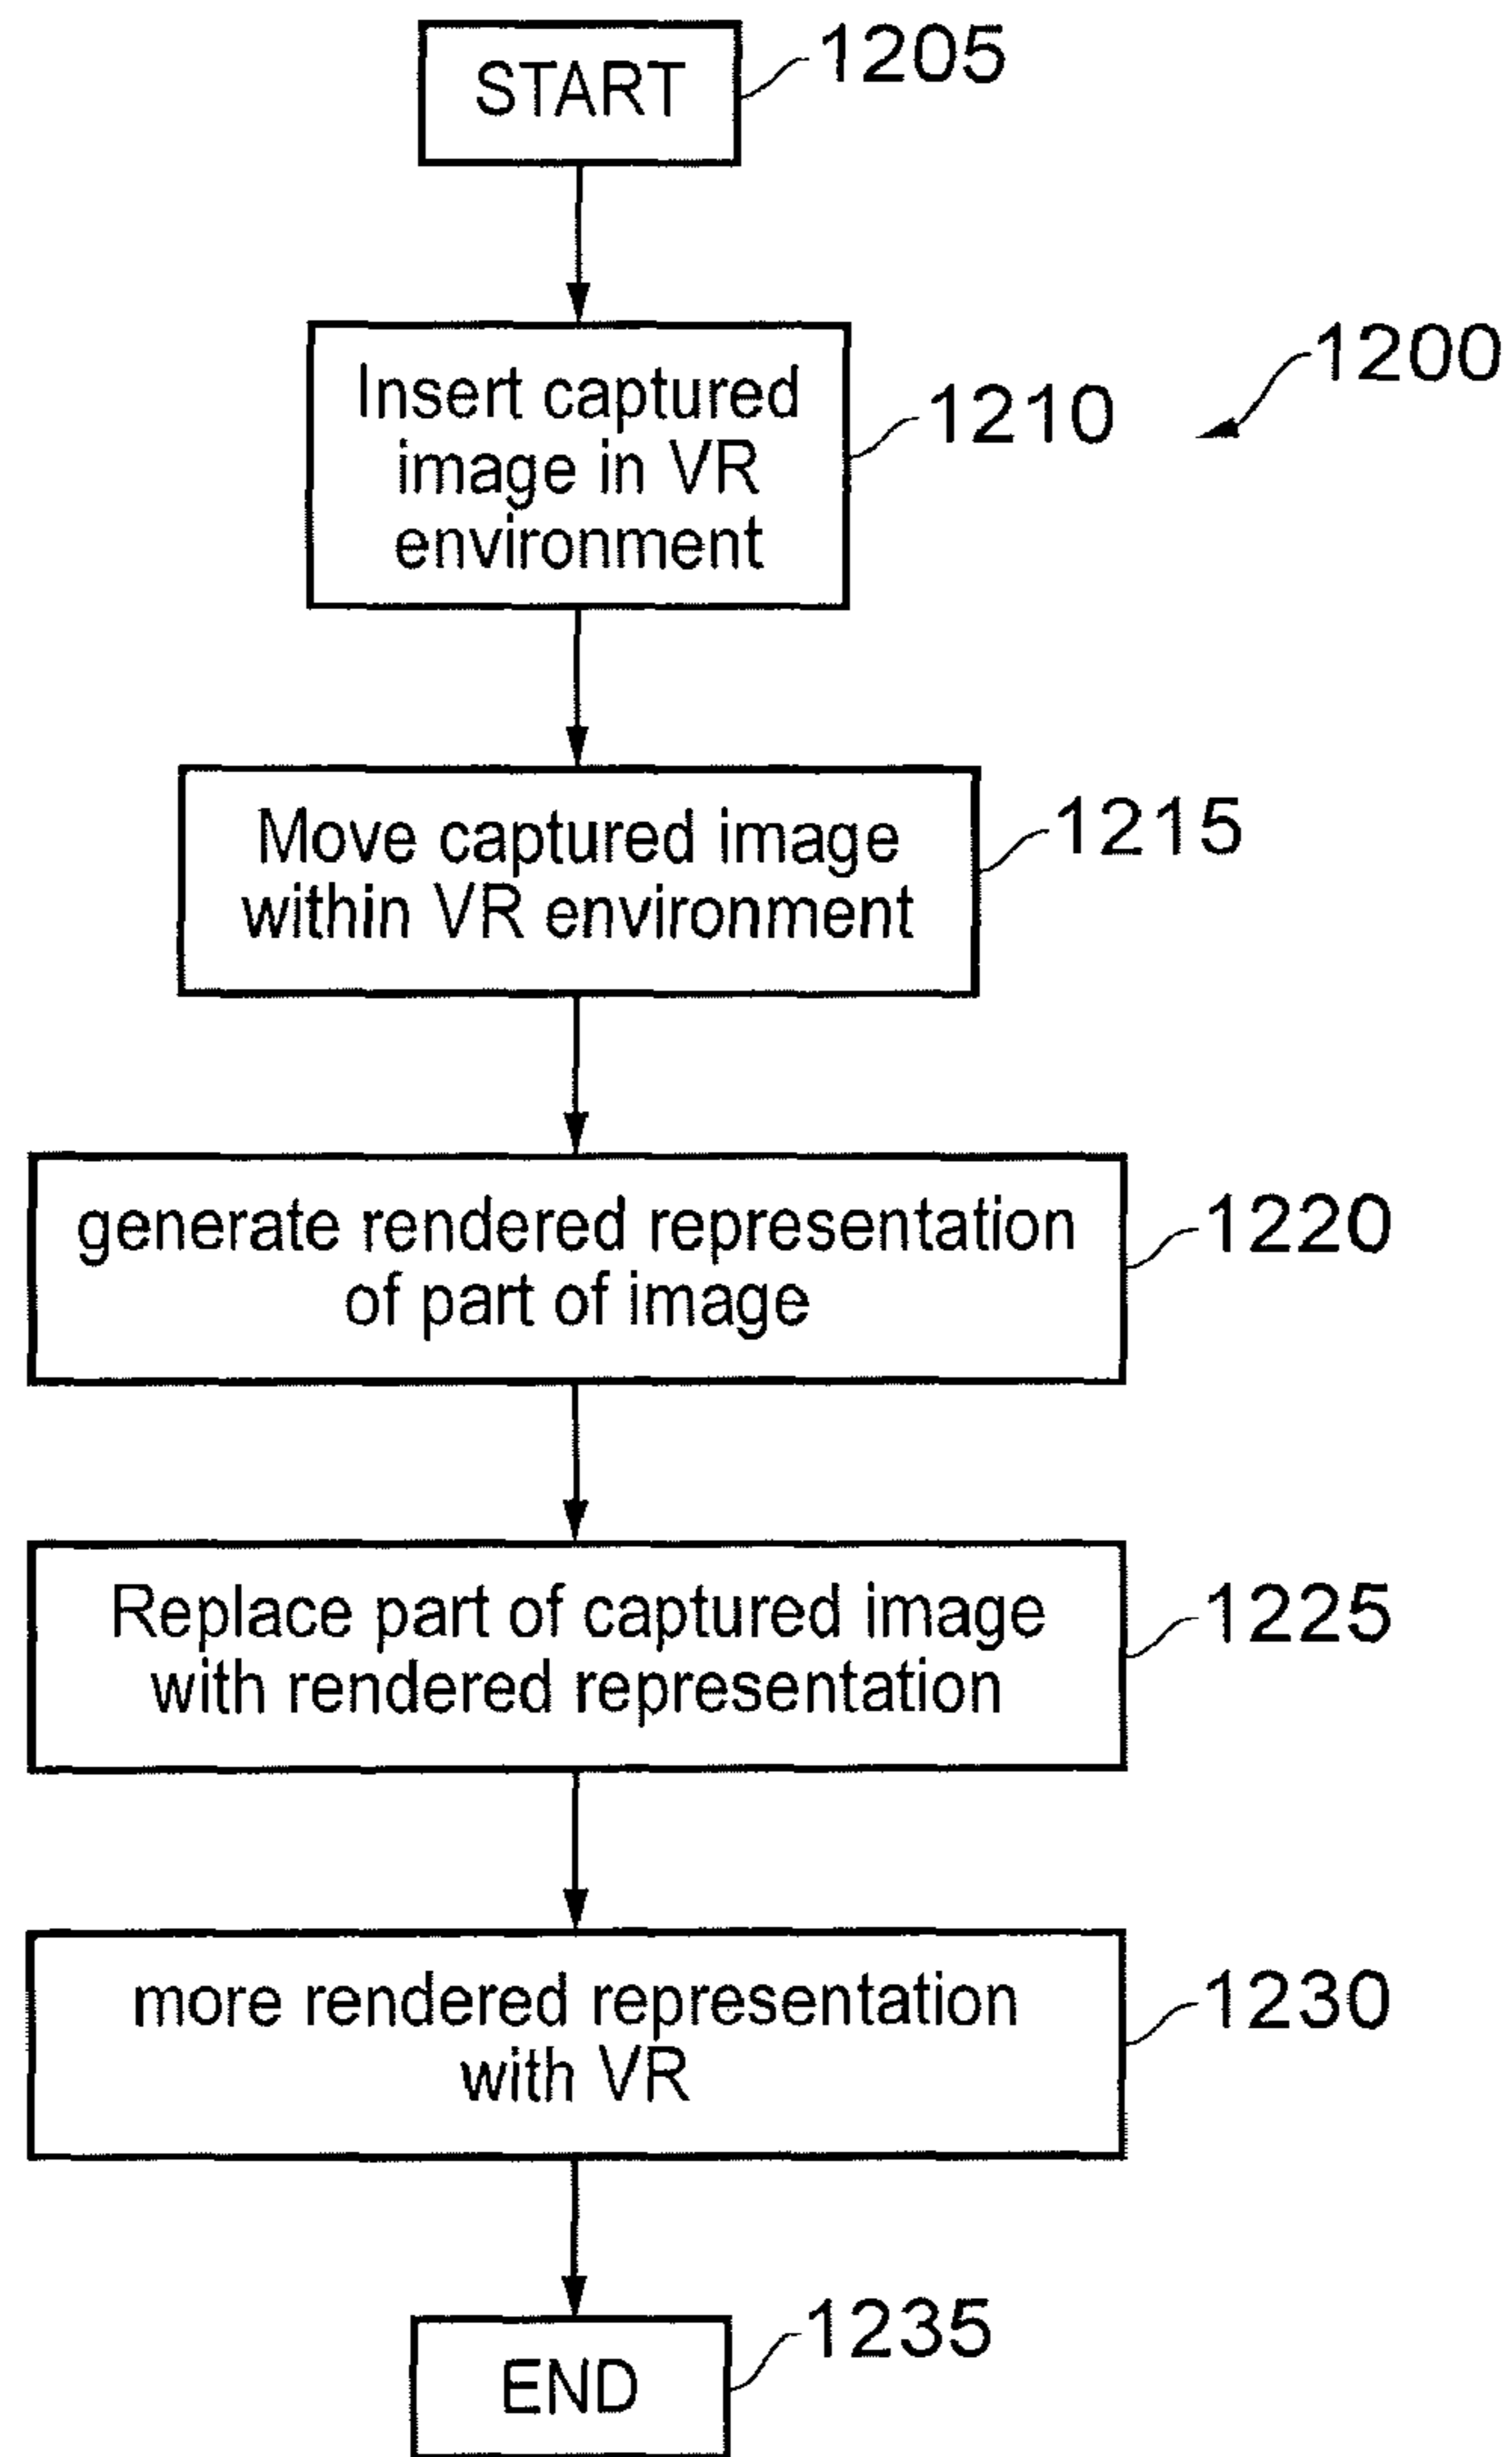 START
1205
Insert captured
image in VR
environment
1210
1200
Move captured image
within VR environment
1215
generate rendered representation
of part of image
1220
Replace part of captured image
with rendered representation
1225
more rendered representation
with VR
1230
END
1235